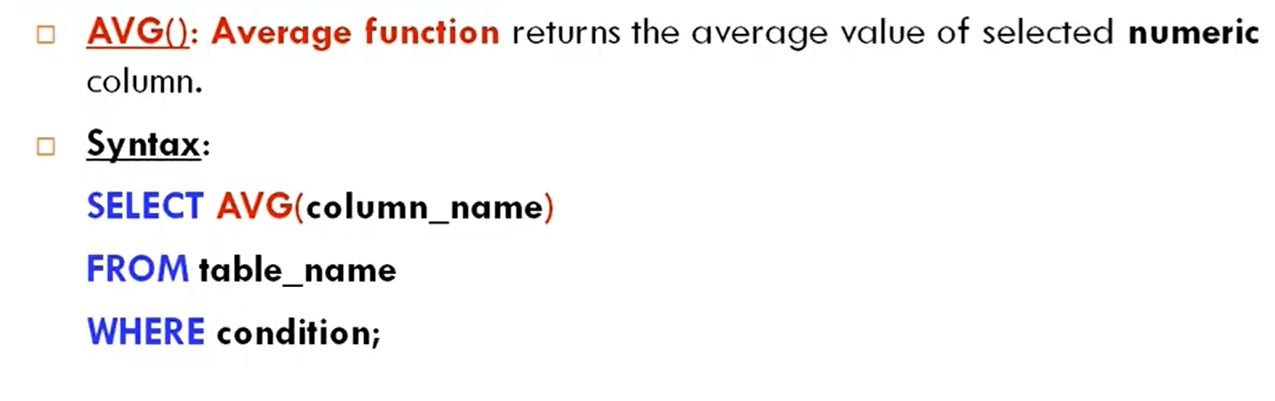 AVG(): Average function returns the average value of selected numeric
column.
Syntax:
SELECT AVG(column_name)
FROM table_name
WHERE condition;